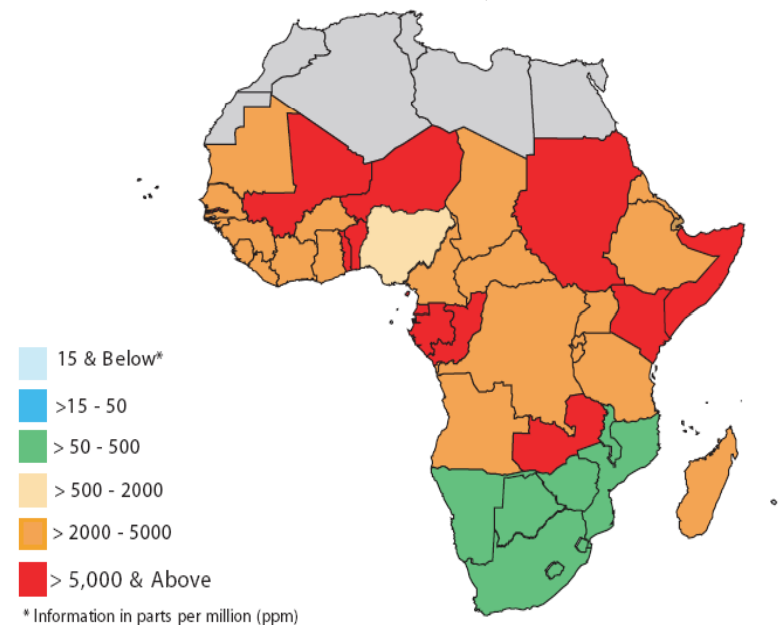 15 & Below*
>15 - 50
> 50 - 500
> 500 - 2000
> 2000 - 5000
> 5,000 & Above
* Information in parts per million (ppm)